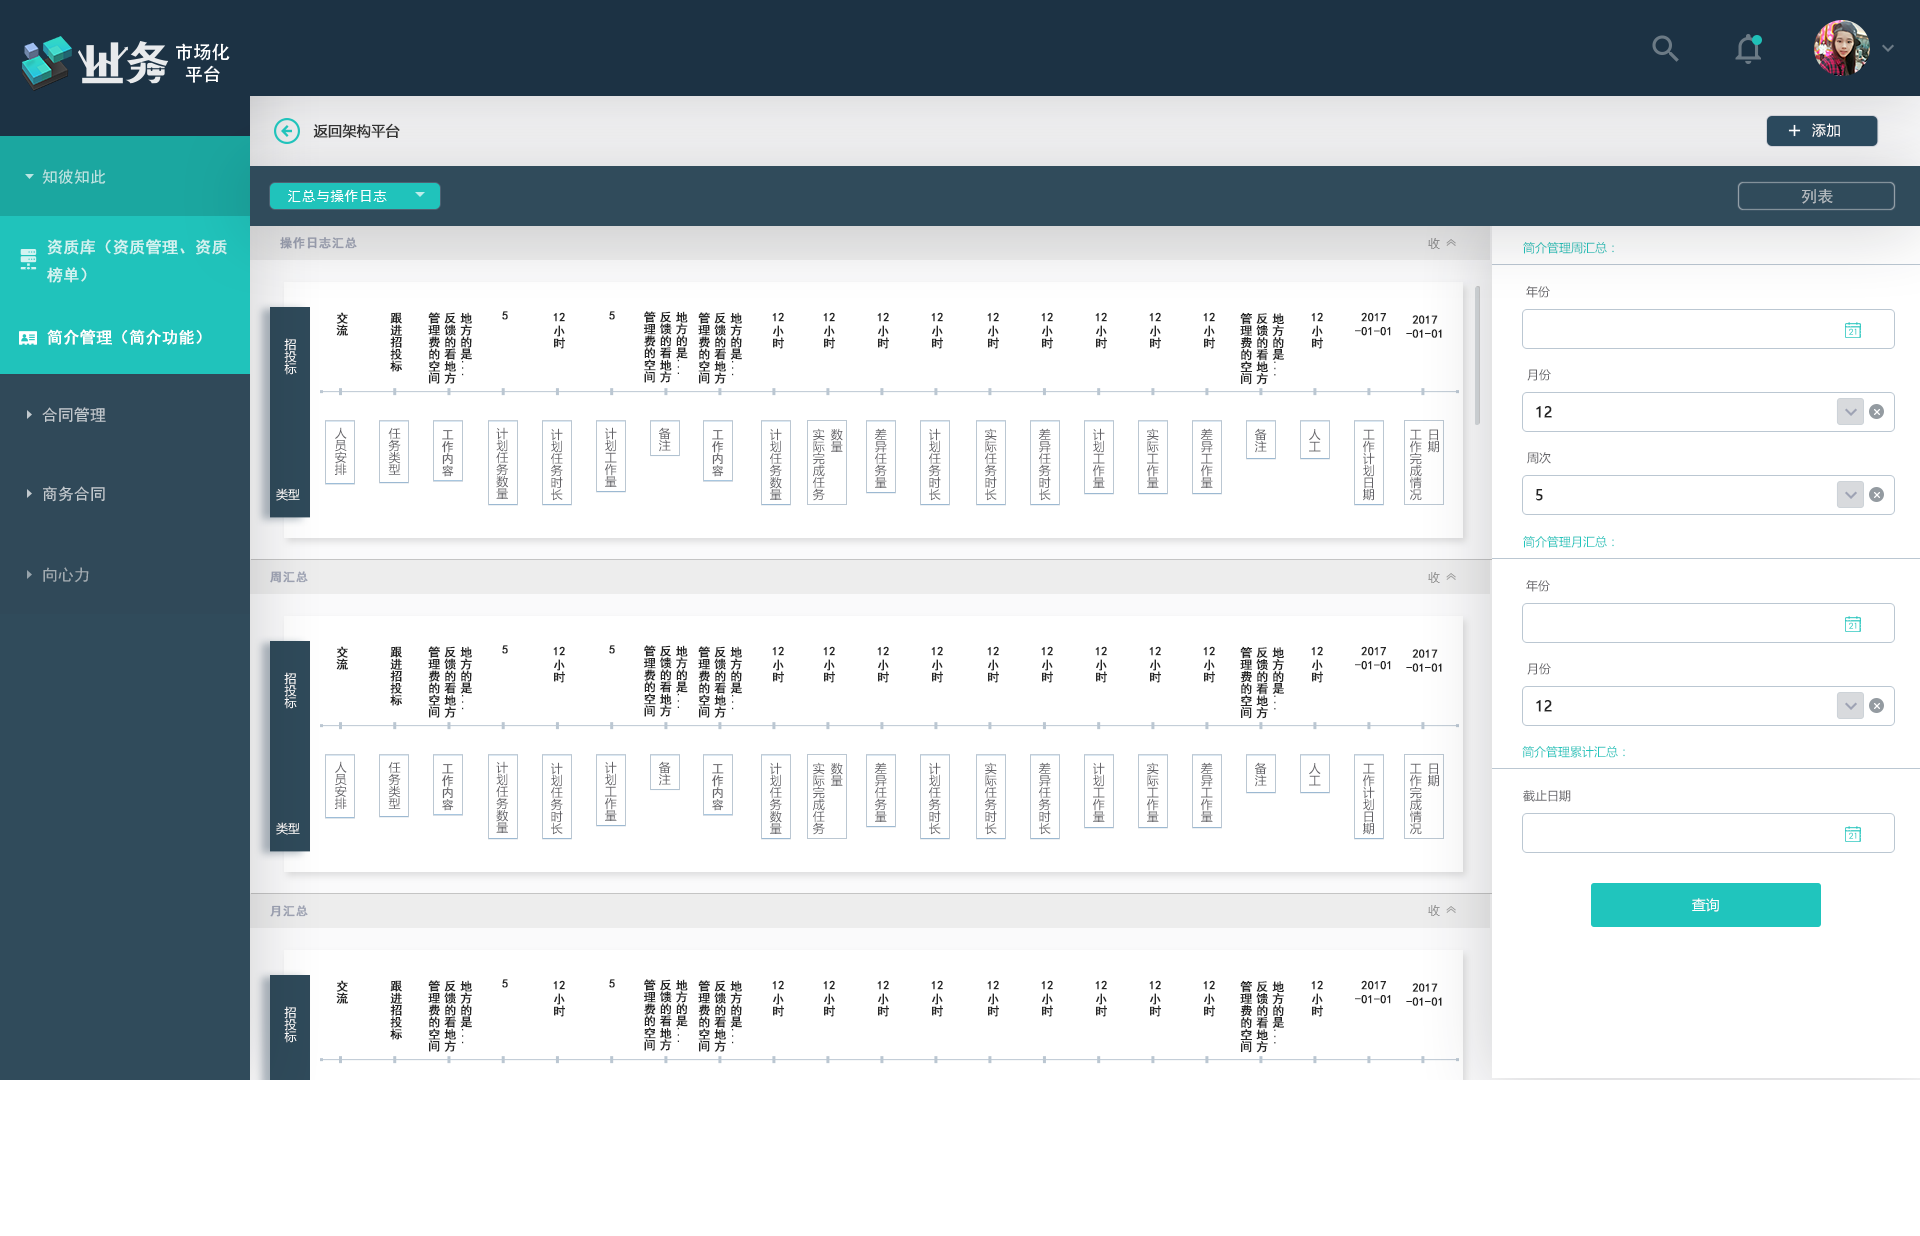 业务 市场化
平台
返回架构平台
+ 添加
知彼知此
资质库（资质管理、资质
榜单）
简介管理（简介功能）
合同管理
商务合同
向心力
汇总与操作日志
列表
操作日志汇总
收
招投标
类型
交流
跟进招投标
地方的是...
反馈的看地方
管理费的空间
5
12小时
5
地方的是...
反馈的看地方
管理费的空间
地方的是...
反馈的看地方
管理费的空间
12小时
12小时
12小时
12小时
12小时
12小时
12小时
12小时
12小时
地方的是...
反馈的看地方
管理费的空间
12小时
2017
-01-01
2017
-01-01
人员安排
任务类型
工作内容
计划任务数量
计划任务时长
计划工作量
备注
工作内容
计划任务数量
实际完成任务
数量
差异任务量
计划任务时长
实际任务时长
差异任务时长
计划工作量
实际工作量
差异工作量
备注
人工
工作计划日期
工作完成情况
日期
周汇总
收
招投标
类型
交流
跟进招投标
地方的是...
反馈的看地方
管理费的空间
5
12小时
5
地方的是...
反馈的看地方
管理费的空间
地方的是...
反馈的看地方
管理费的空间
12小时
12小时
12小时
12小时
12小时
12小时
12小时
12小时
12小时
地方的是...
反馈的看地方
管理费的空间
12小时
2017
-01-01
2017
-01-01
人员安排
任务类型
工作内容
计划任务数量
计划任务时长
计划工作量
备注
工作内容
计划任务数量
实际完成任务
数量
差异任务量
计划任务时长
实际任务时长
差异任务时长
计划工作量
实际工作量
差异工作量
备注
人工
工作计划日期
工作完成情况
日期
月汇总
收
招投标
交流
跟进招投标
地方的是...
反馈的看地方
管理费的空间
5
12小时
5
地方的是...
反馈的看地方
管理费的空间
地方的是...
反馈的看地方
管理费的空间
12小时
12小时
12小时
12小时
12小时
12小时
12小时
12小时
12小时
地方的是...
反馈的看地方
管理费的空间
12小时
2017
-01-01
2017
-01-01
简介管理周汇总：
年份
21
月份
12
周次
5
简介管理月汇总：
年份
21
月份
12
简介管理累计汇总：
截止日期
21
查询